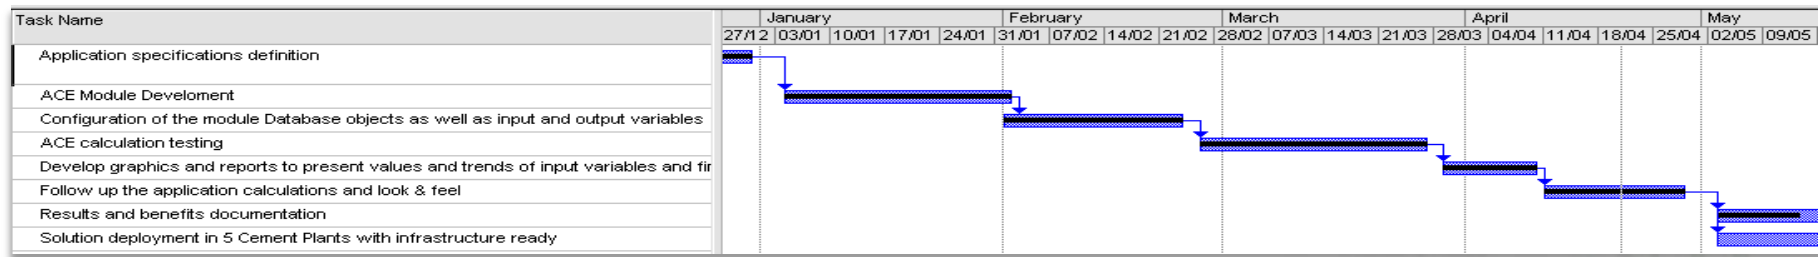 Task Name
January February March April May
27/12 03/01 10/01 17/01 24/01 31/01 07/02 14/02 21/02 28/02 07/03 14/03 21/03 28/03 04/04 11/04 18/04 25/04 02/05 09/05
Application specifications definition
ACE Module Develoment
Configuration of the module Database objects as well as input and output variables
ACE calculation testing
Develop graphics and reports to present values and trends of input variables and fir
Follow up the application calculations and look & feel
Results and benefits documentation
Solution deployment in 5 Cement Plants with infrastructure ready